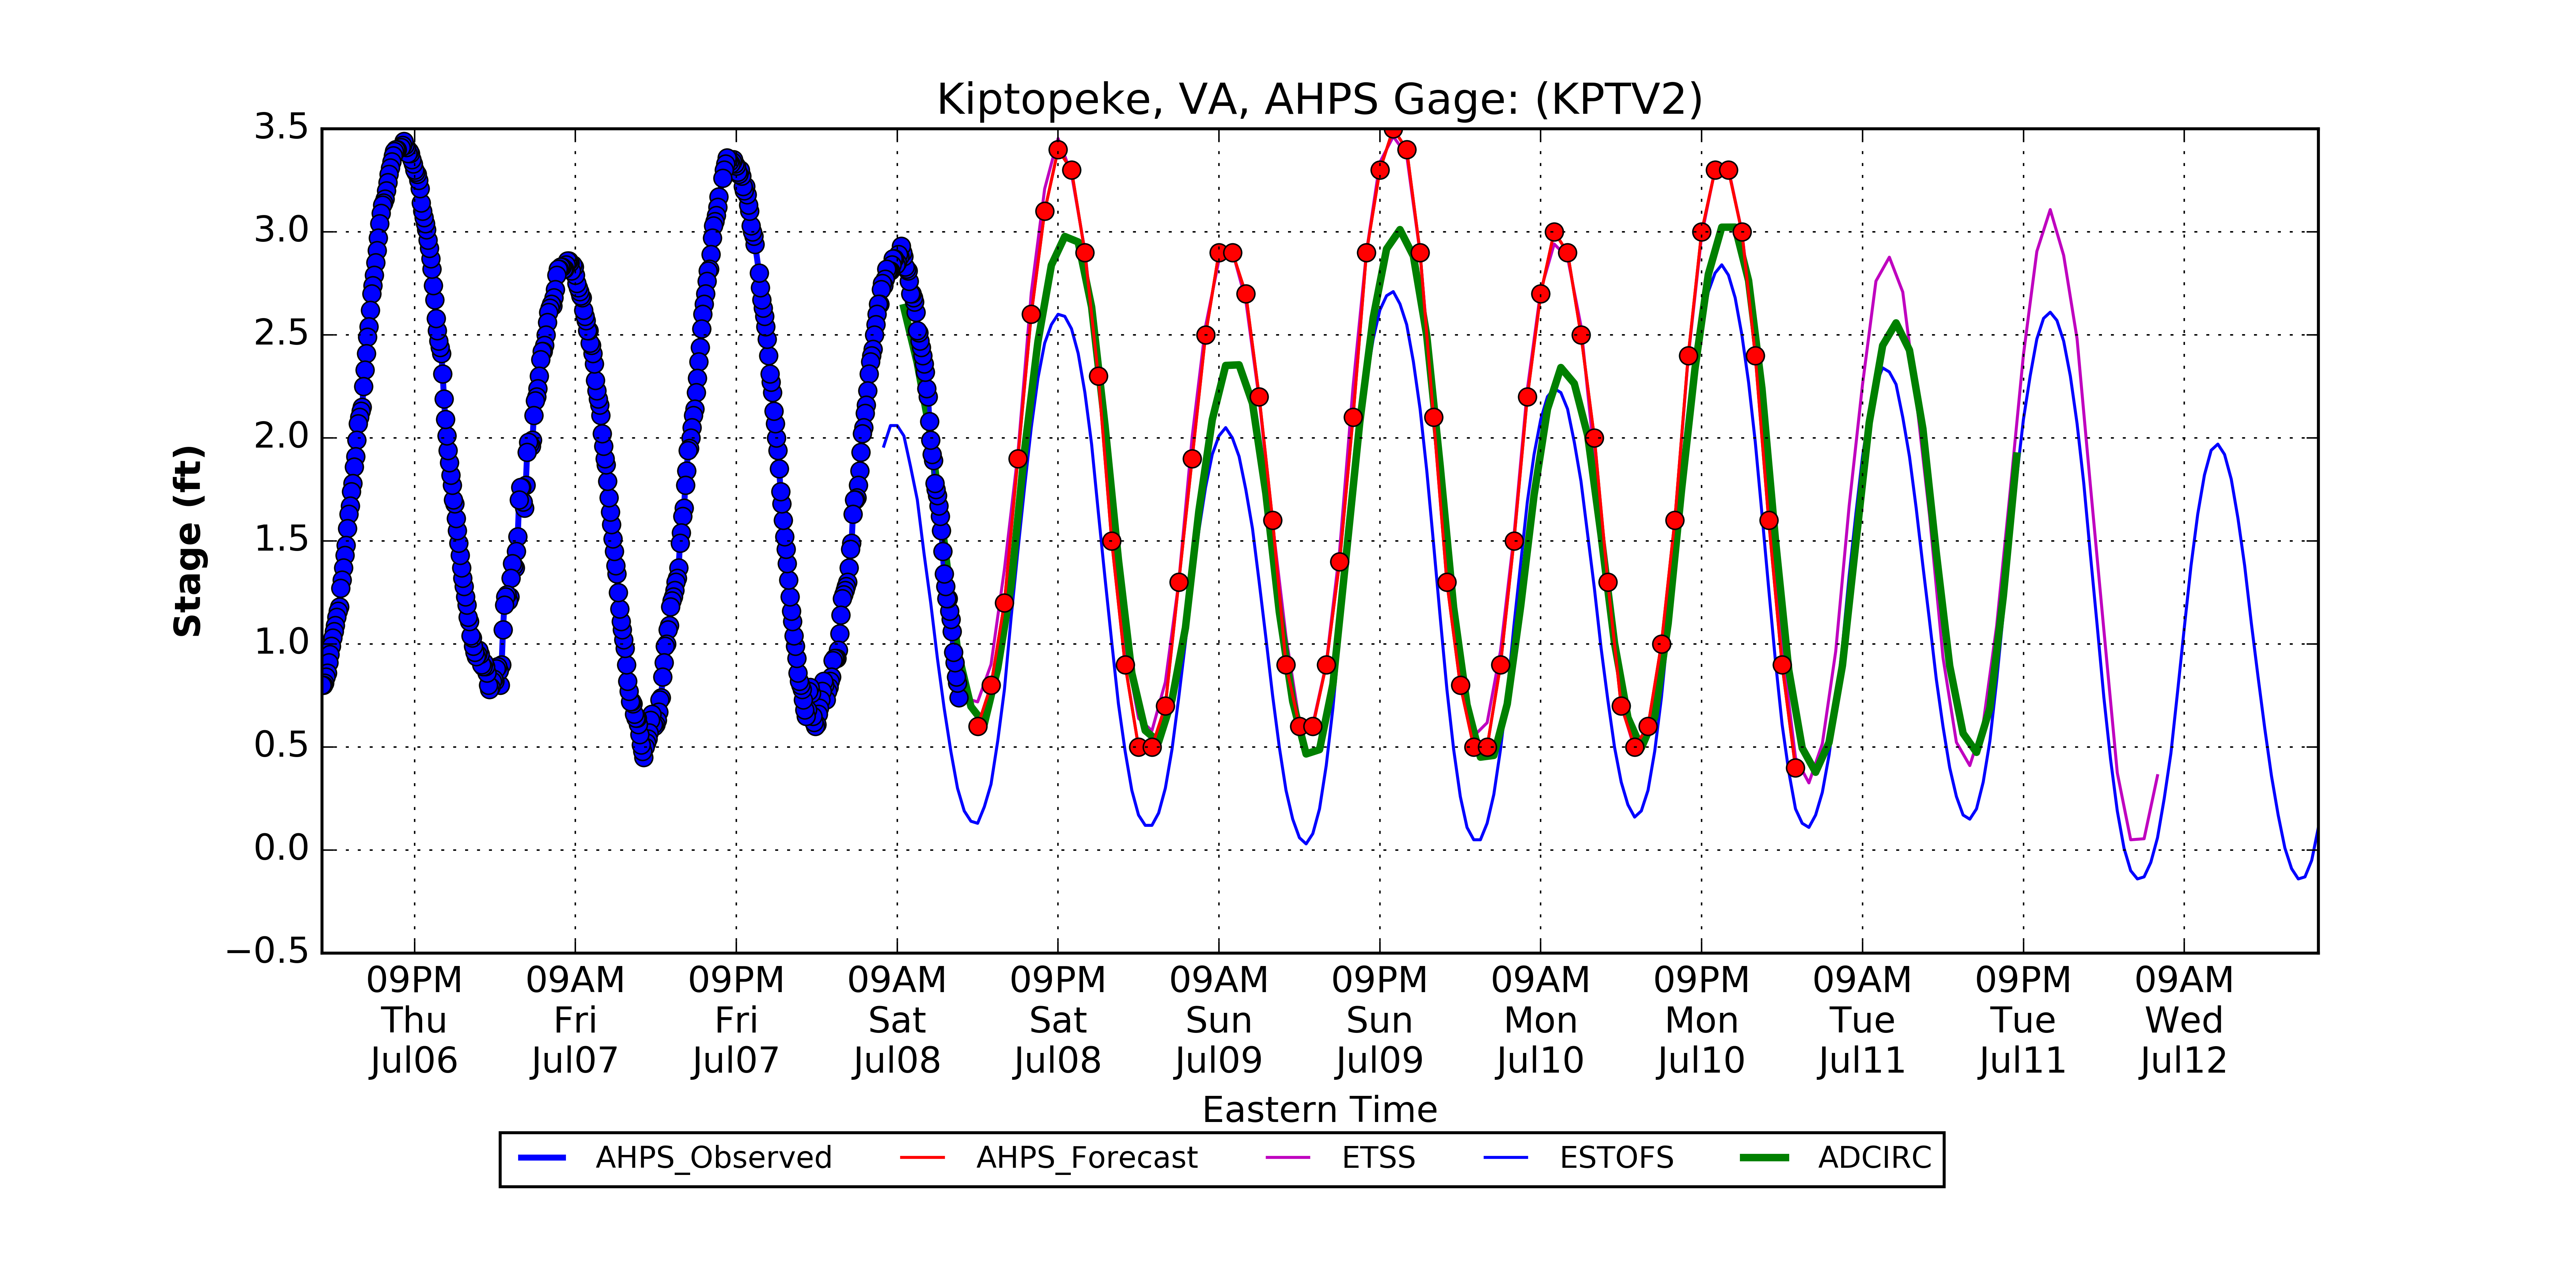 Kiptopeke, VA, AHPS Gage: (KPTV2)
3.5
3.0
2.5
2.0
1.5
1.0
0.5
0.0
−0.5
Stage (ft)
09PM 09AM 09PM 09AM 09PM 09AM 09PM 09AM 09PM 09AM 09PM 09AM
Thu Fri Fri Sat Sat Sun Sun Mon Mon Tue Tue Wed
Jul06 Jul07 Jul07 Jul08 Jul08 Jul09 Jul09 Jul10 Jul10 Jul11 Jul11 Jul12
Eastern Time
AHPS_Observed AHPS_Forecast ETSS ESTOFS ADCIRC